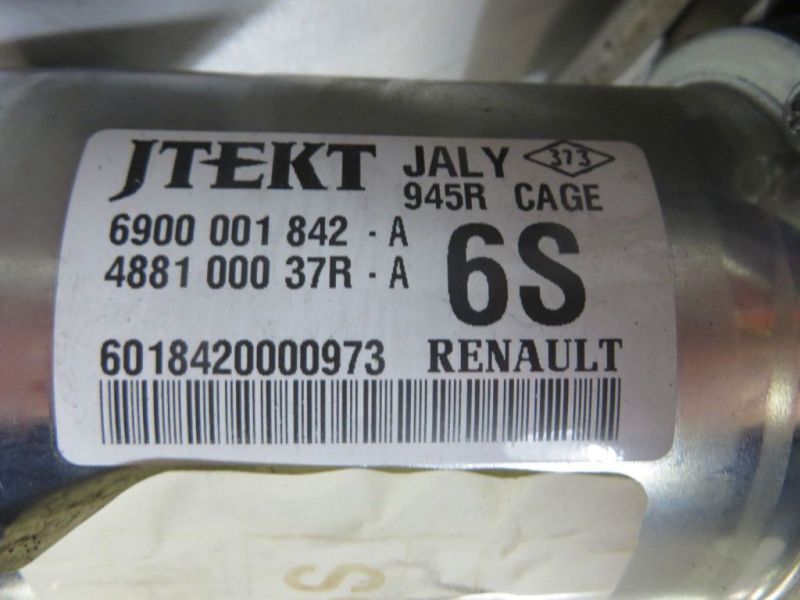 JTEKT JALY 373
945R CAGE
6900 001 842 - A
4881 000 37R - A
6S
6018420000973 RENAULT
S